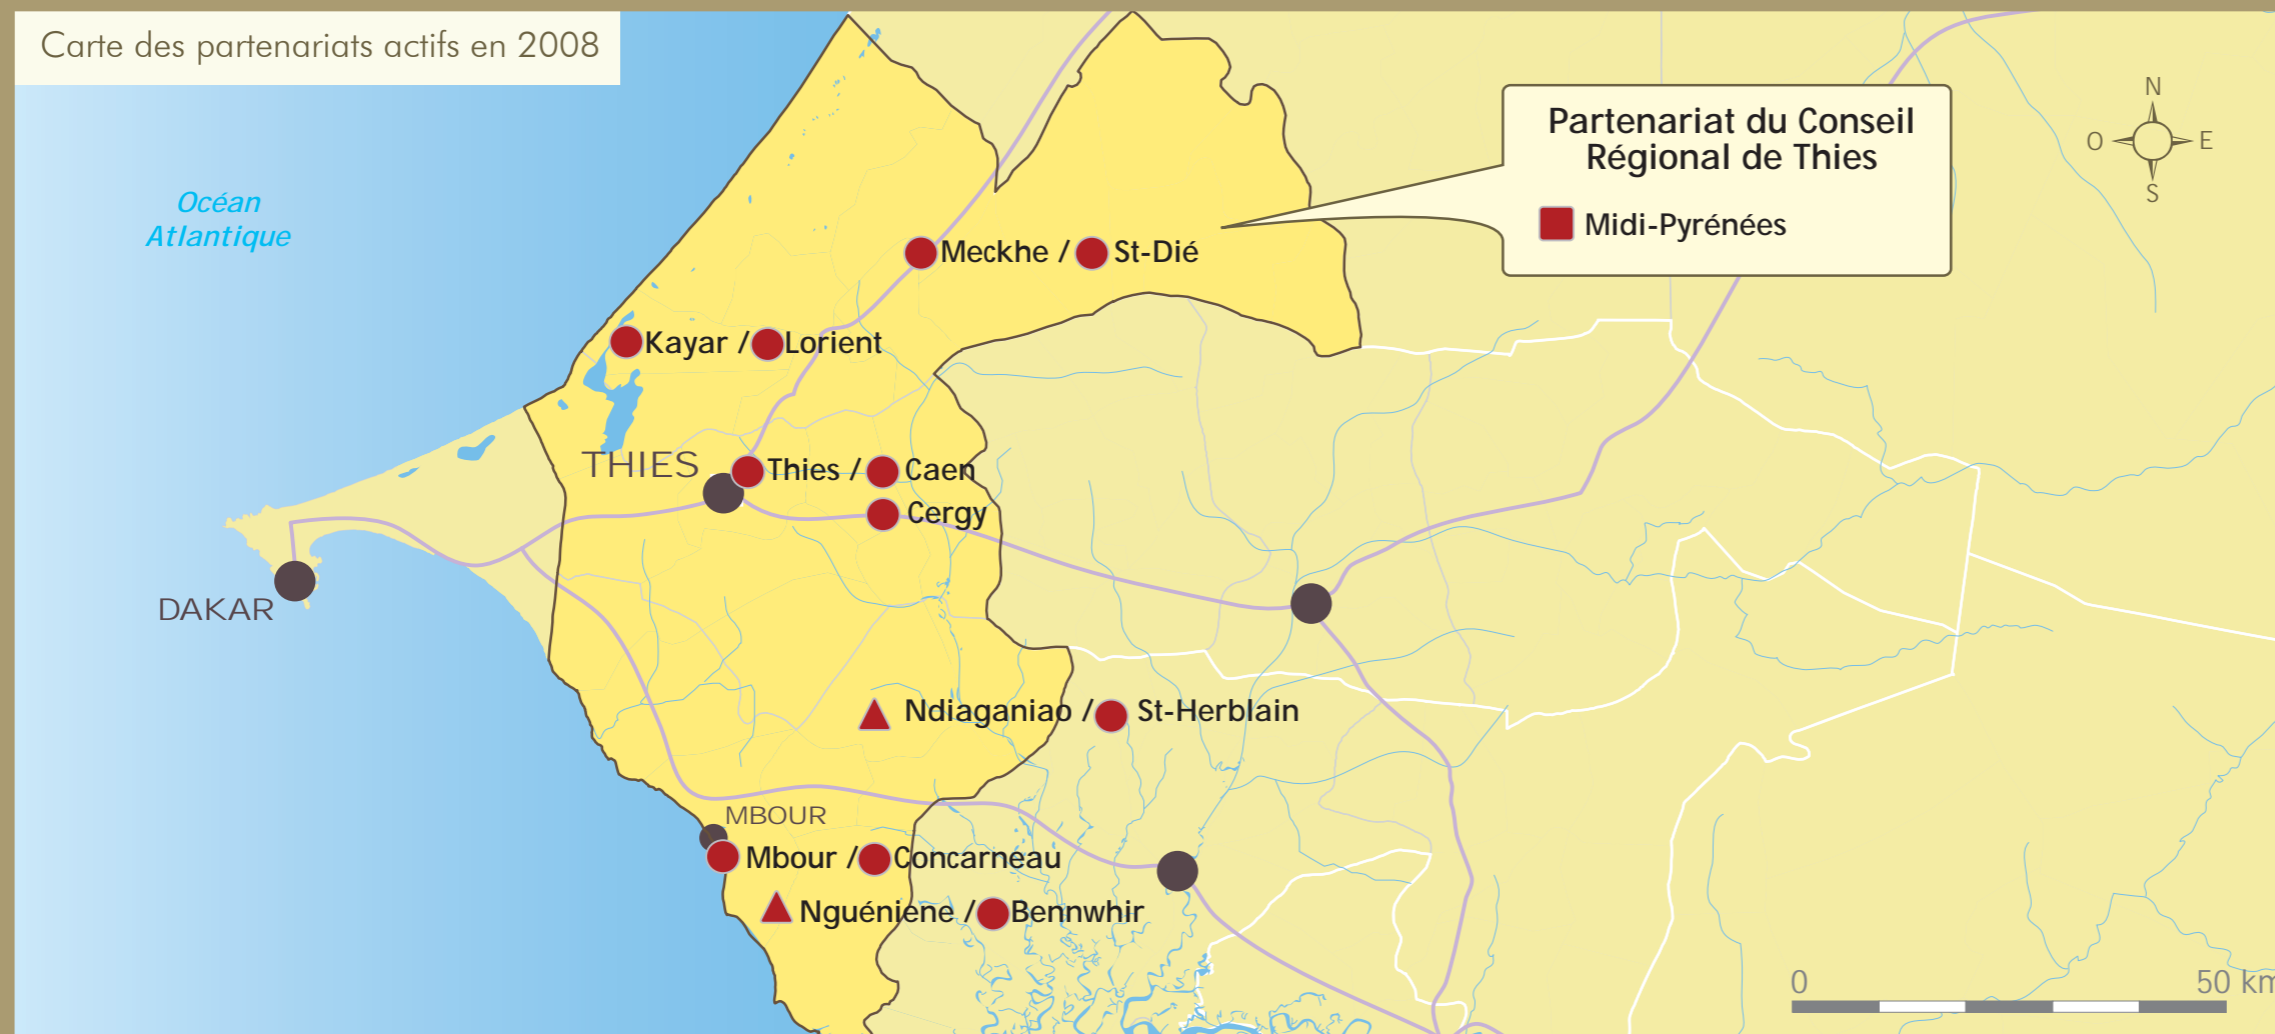 Carte des partenariats actifs en 2008
Partenariat du Conseil
Régional de Thies
Midi-Pyrénées
N
O
E
S
Océan
Atlantique
Meckhe / St-Dié
Kayar / Lorient
THIES
Thies / Caen
Cergy
DAKAR
Ndiaganiao / St-Herblain
MBOUR
Mbour / Concarneau
Nguéniene / Bennwhir
0
50 km